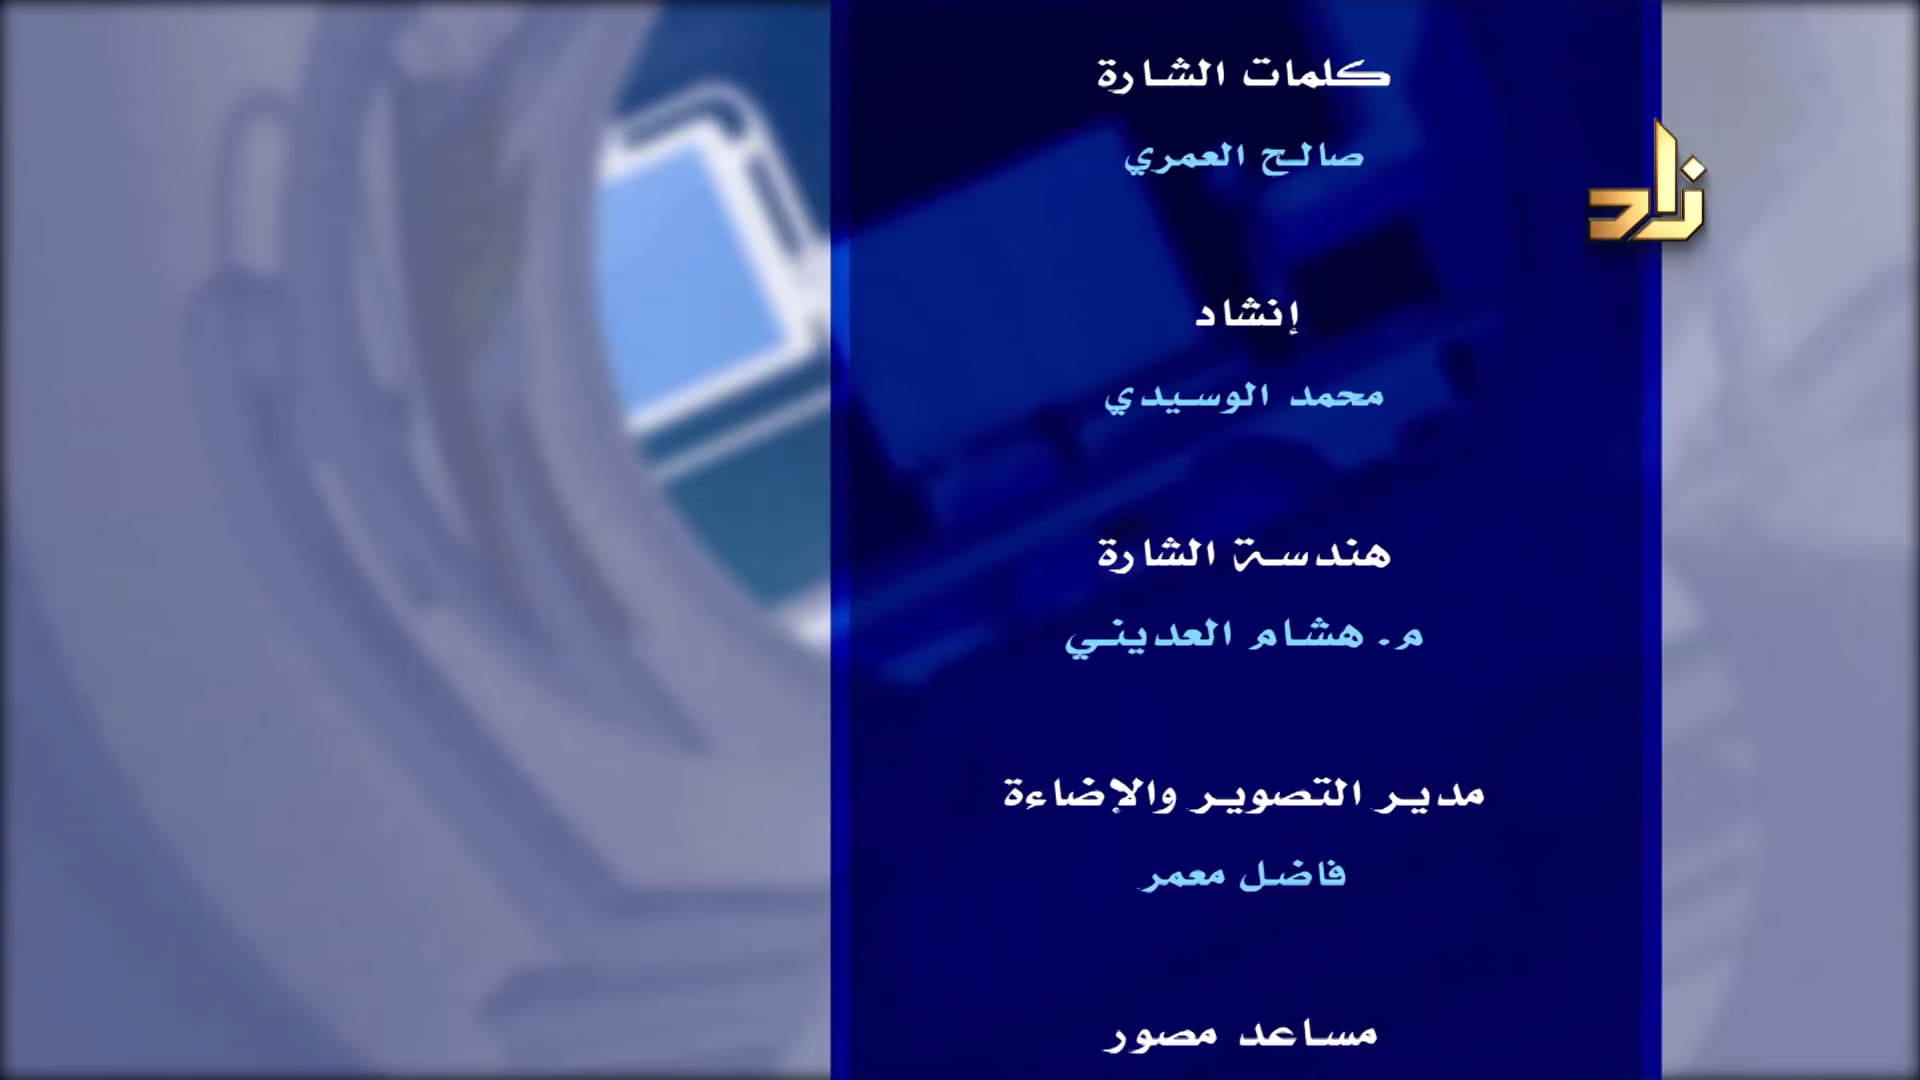 كلمات الشارة
صالح العمري
زاد
إنشاد
محمد الوسيدي
هندسة الشارة
م. هشام العديني
مدير التصوير والإضاءة
فاضل معمر
مساعد مصور